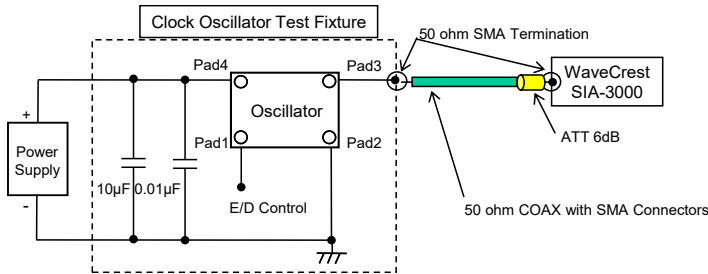 Clock Oscillator Test Fixture
50 ohm SMA Termination
Pad4
Pad3
WaveCrest
SIA-3000
Oscillator
+
Power
Supply
-
Pad1
Pad2
ATT 6dB
10µF
0.01µF
E/D Control
50 ohm COAX with SMA Connectors